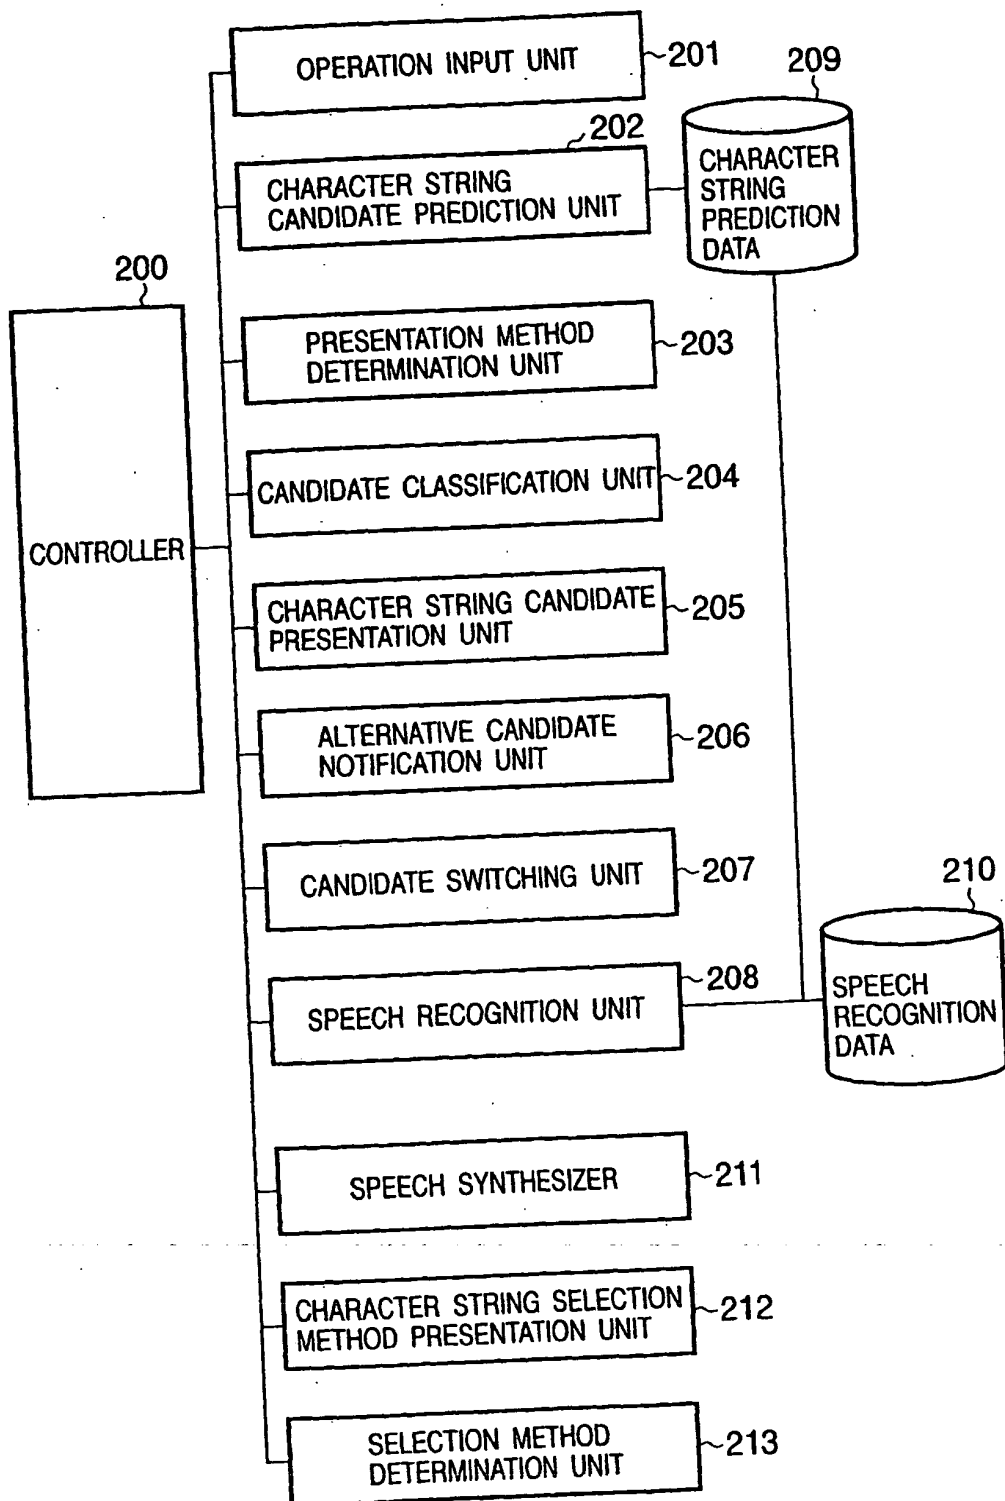 OPERATION INPUT UNIT
201
209
202
CHARACTER STRING
CANDIDATE PREDICTION UNIT
CHARACTER
STRING
PREDICTION
DATA
200
PRESENTATION METHOD
DETERMINATION UNIT
203
CANDIDATE CLASSIFICATION UNIT
204
CONTROLLER
CHARACTER STRING CANDIDATE
PRESENTATION UNIT
205
ALTERNATIVE CANDIDATE
NOTIFICATION UNIT
206
CANDIDATE SWITCHING UNIT
207
210
SPEECH RECOGNITION UNIT
208
SPEECH
RECOGNITION
DATA
SPEECH SYNTHESIZER
211
CHARACTER STRING SELECTION
METHOD PRESENTATION UNIT
212
SELECTION METHOD
DETERMINATION UNIT
213